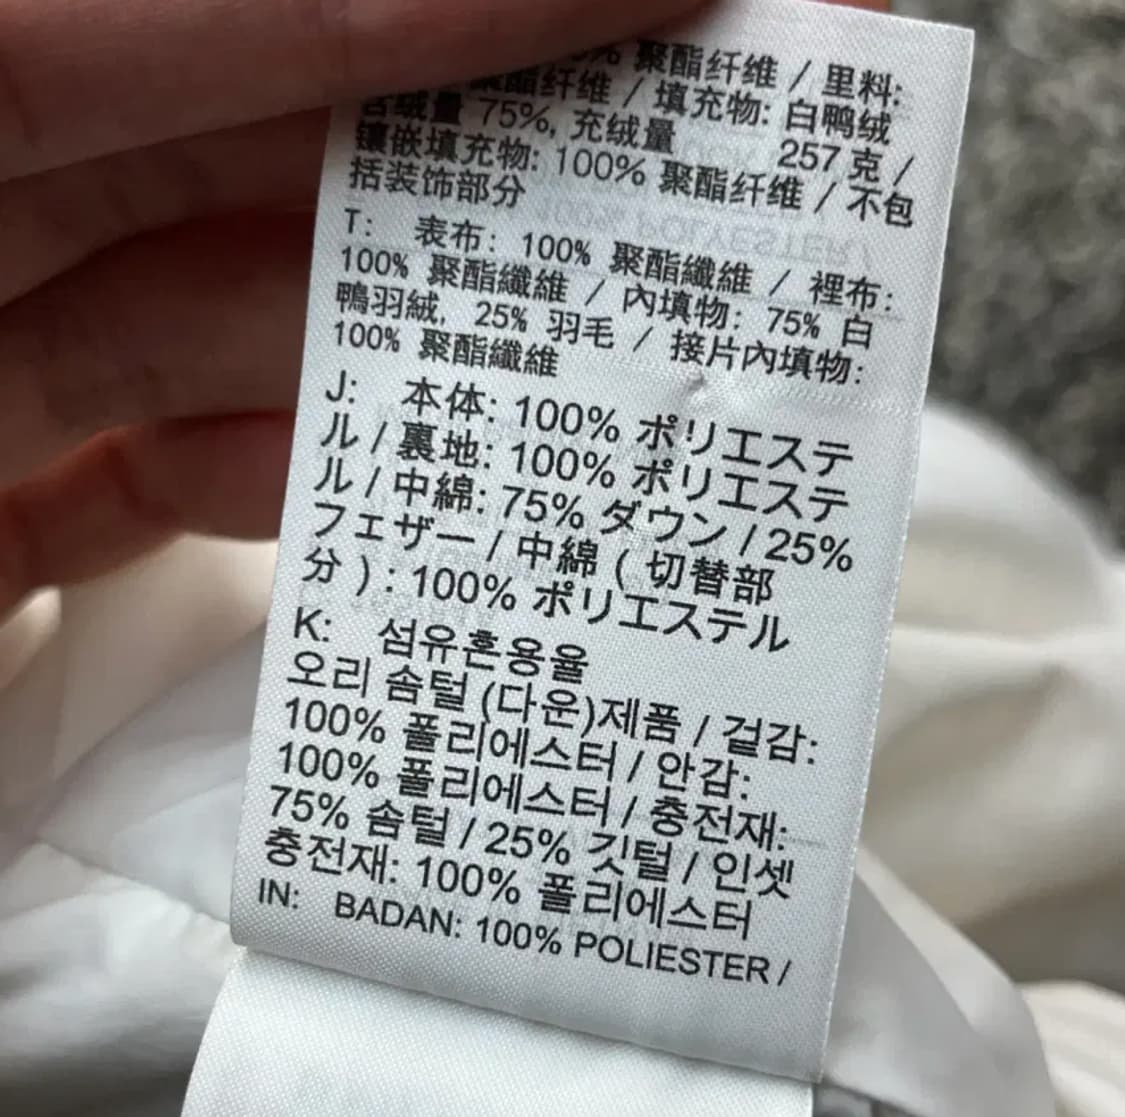 % 聚酯纤维 / 里料:
聚酯纤维 / 填充物: 白鸭绒
含绒量 75%, 充绒量 257 克 /
镶嵌填充物: 100% 聚酯纤维 / 不包
括装饰部分
T: 表布: 100% 聚酯纖維 / 裡布:
100% 聚酯纖維 / 內填物: 75% 白
鴨羽絨, 25% 羽毛 / 接片內填物:
100% 聚酯纖維
J: 本体: 100% ポリエステ
ル / 裏地: 100% ポリエステ
ル / 中綿: 75% ダウン / 25%
フェザー / 中綿 ( 切替部
分 ) : 100% ポリエステル
K: 섬유혼용율
오리 솜털 (다운)제품 / 겉감:
100% 폴리에스터 / 안감:
100% 폴리에스터 / 충전재:
75% 솜털 / 25% 깃털 / 인셋
충전재: 100% 폴리에스터
IN: BADAN: 100% POLIESTER /